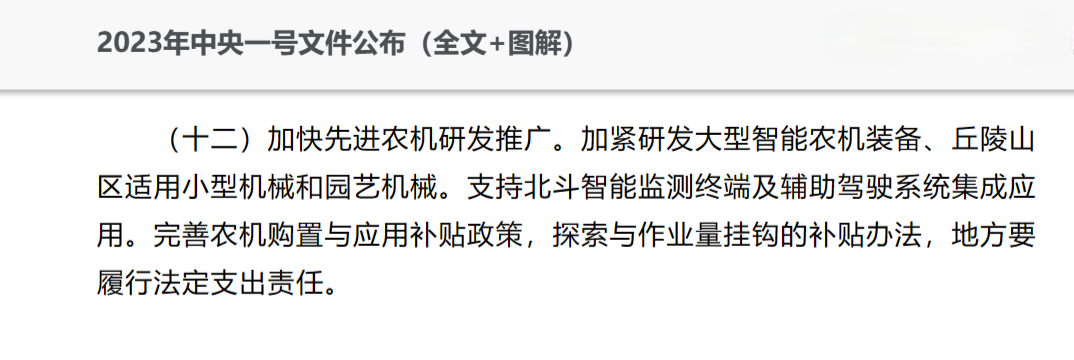 2023年中央一号文件公布（全文+图解）
（十二）加快先进农机研发推广。加紧研发大型智能农机装备、丘陵山
区适用小型机械和园艺机械。支持北斗智能监测终端及辅助驾驶系统集成应
用。完善农机购置与应用补贴政策，探索与作业量挂钩的补贴办法，地方要
履行法定支出责任。